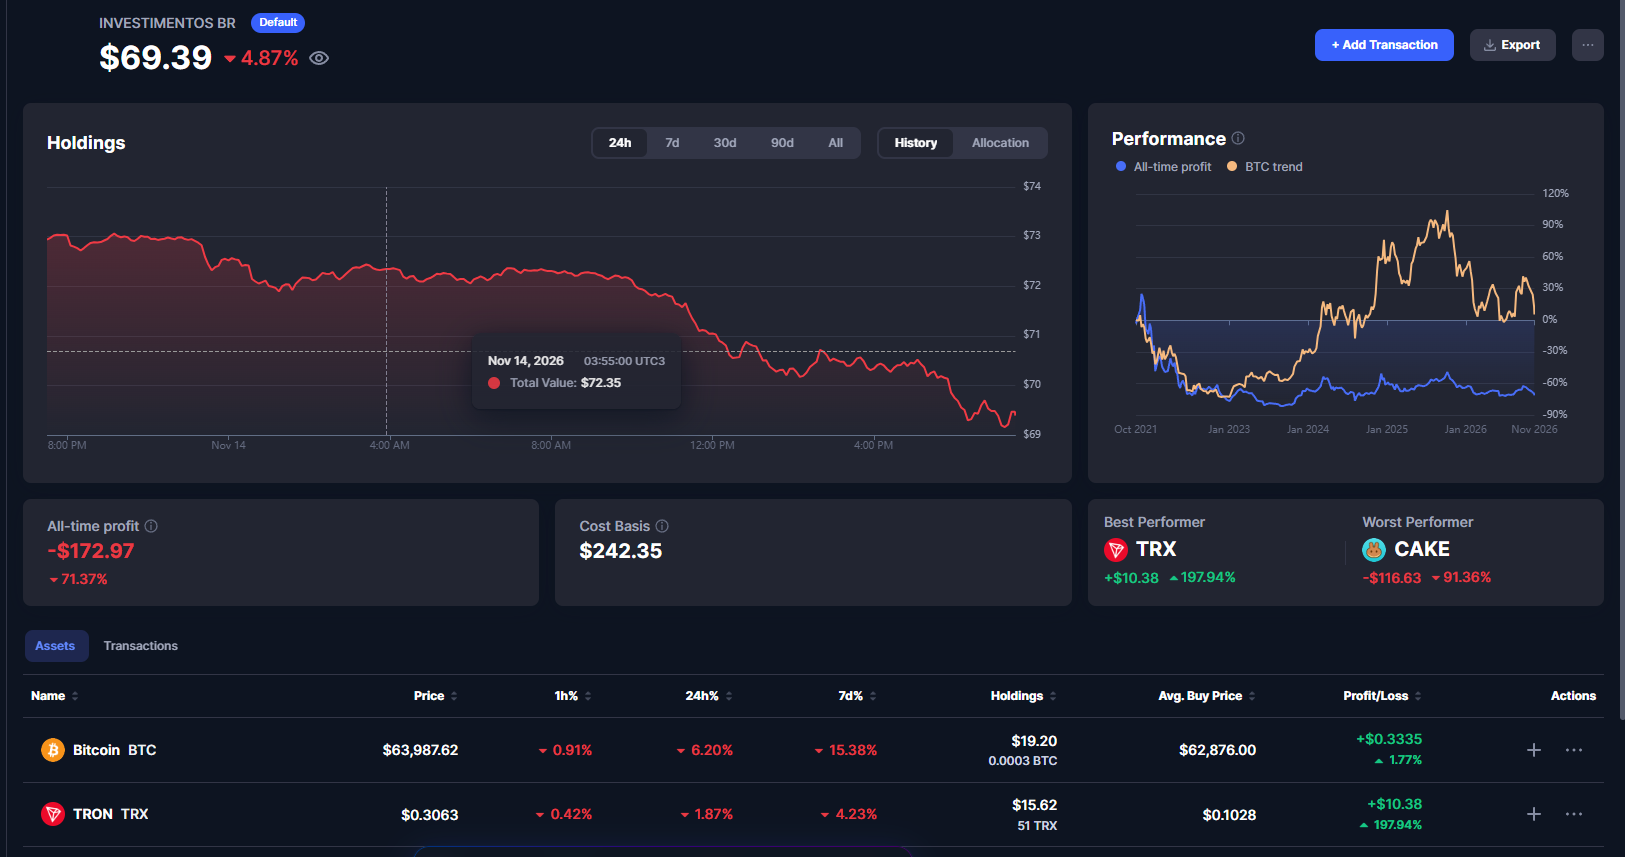 INVESTIMENTOS BR Default
$69.39 4.87%
+ Add Transaction Export ...
Holdings
24h 7d 30d 90d All History Allocation
$74
$73
$72
$71
$70
$69
8:00 PM Nov 14 4:00 AM 8:00 AM 12:00 PM 4:00 PM
Nov 14, 2026 03:55:00 UTC3
Total Value: $72.35
Performance
All-time profit BTC trend
120%
90%
60%
30%
0%
-30%
-60%
-90%
Oct 2021 Jan 2023 Jan 2024 Jan 2025 Jan 2026 Nov 2026
All-time profit
-$172.97
71.37%
Cost Basis
$242.35
Best Performer
TRX
+$10.38 197.94%
Worst Performer
CAKE
-$116.63 91.36%
Assets Transactions
Name Price 1h% 24h% 7d% Holdings Avg. Buy Price Profit/Loss Actions
Bitcoin BTC $63,987.62 0.91% 6.20% 15.38% $19.20 $62,876.00 +$0.3335
0.0003 BTC 1.77%
TRON TRX $0.3063 0.42% 1.87% 4.23% $15.62 $0.1028 +$10.38
51 TRX 197.94%